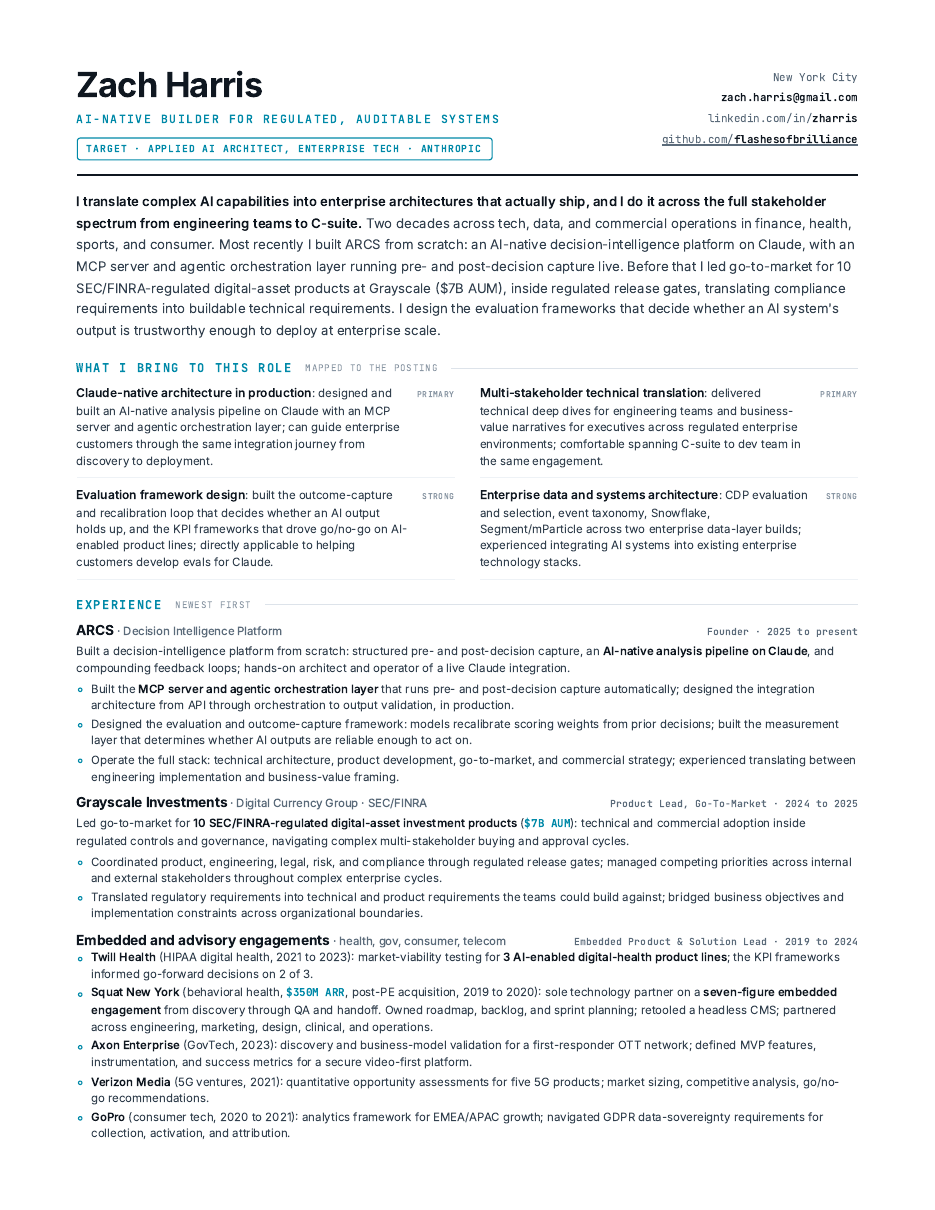 Zach Harris
AI-NATIVE BUILDER FOR REGULATED, AUDITABLE SYSTEMS
TARGET · APPLIED AI ARCHITECT, ENTERPRISE TECH · ANTHROPIC
New York City
zach.harris@gmail.com
linkedin.com/in/zharris
github.com/flashesofbrilliance
I translate complex AI capabilities into enterprise architectures that actually ship, and I do it across the full stakeholder
spectrum from engineering teams to C-suite. Two decades across tech, data, and commercial operations in finance, health,
sports, and consumer. Most recently I built ARCS from scratch: an AI-native decision-intelligence platform on Claude, with an
MCP server and agentic orchestration layer running pre- and post-decision capture live. Before that I led go-to-market for 10
SEC/FINRA-regulated digital-asset products at Grayscale ($7B AUM), inside regulated release gates, translating compliance
requirements into buildable technical requirements. I design the evaluation frameworks that decide whether an AI system's
output is trustworthy enough to deploy at enterprise scale.
WHAT I BRING TO THIS ROLE MAPPED TO THE POSTING
Claude-native architecture in production: designed and PRIMARY
built an AI-native analysis pipeline on Claude with an MCP
server and agentic orchestration layer; can guide enterprise
customers through the same integration journey from
discovery to deployment.
Multi-stakeholder technical translation: delivered PRIMARY
technical deep dives for engineering teams and business-
value narratives for executives across regulated enterprise
environments; comfortable spanning C-suite to dev team in
the same engagement.
Evaluation framework design: built the outcome-capture STRONG
and recalibration loop that decides whether an AI output
holds up, and the KPI frameworks that drove go/no-go on AI-
enabled product lines; directly applicable to helping
customers develop evals for Claude.
Enterprise data and systems architecture: CDP evaluation STRONG
and selection, event taxonomy, Snowflake,
Segment/mParticle across two enterprise data-layer builds;
experienced integrating AI systems into existing enterprise
technology stacks.
EXPERIENCE NEWEST FIRST
ARCS · Decision Intelligence Platform Founder · 2025 to present
Built a decision-intelligence platform from scratch: structured pre- and post-decision capture, an AI-native analysis pipeline on Claude, and
compounding feedback loops; hands-on architect and operator of a live Claude integration.
Built the MCP server and agentic orchestration layer that runs pre- and post-decision capture automatically; designed the integration
architecture from API through orchestration to output validation, in production.
Designed the evaluation and outcome-capture framework: models recalibrate scoring weights from prior decisions; built the measurement
layer that determines whether AI outputs are reliable enough to act on.
Operate the full stack: technical architecture, product development, go-to-market, and commercial strategy; experienced translating between
engineering implementation and business-value framing.
Grayscale Investments · Digital Currency Group · SEC/FINRA Product Lead, Go-To-Market · 2024 to 2025
Led go-to-market for 10 SEC/FINRA-regulated digital-asset investment products ($7B AUM): technical and commercial adoption inside
regulated controls and governance, navigating complex multi-stakeholder buying and approval cycles.
Coordinated product, engineering, legal, risk, and compliance through regulated release gates; managed competing priorities across internal
and external stakeholders throughout complex enterprise cycles.
Translated regulatory requirements into technical and product requirements the teams could build against; bridged business objectives and
implementation constraints across organizational boundaries.
Embedded and advisory engagements · health, gov, consumer, telecom Embedded Product & Solution Lead · 2019 to 2024
Twill Health (HIPAA digital health, 2021 to 2023): market-viability testing for 3 AI-enabled digital-health product lines; the KPI frameworks
informed go-forward decisions on 2 of 3.
Squat New York (behavioral health, $350M ARR, post-PE acquisition, 2019 to 2020): sole technology partner on a seven-figure embedded
engagement from discovery through QA and handoff. Owned roadmap, backlog, and sprint planning; retooled a headless CMS; partnered
across engineering, marketing, design, clinical, and operations.
Axon Enterprise (GovTech, 2023): discovery and business-model validation for a first-responder OTT network; defined MVP features,
instrumentation, and success metrics for a secure video-first platform.
Verizon Media (5G ventures, 2021): quantitative opportunity assessments for five 5G products; market sizing, competitive analysis, go/no-
go recommendations.
GoPro (consumer tech, 2020 to 2021): analytics framework for EMEA/APAC growth; navigated GDPR data-sovereignty requirements for
collection, activation, and attribution.